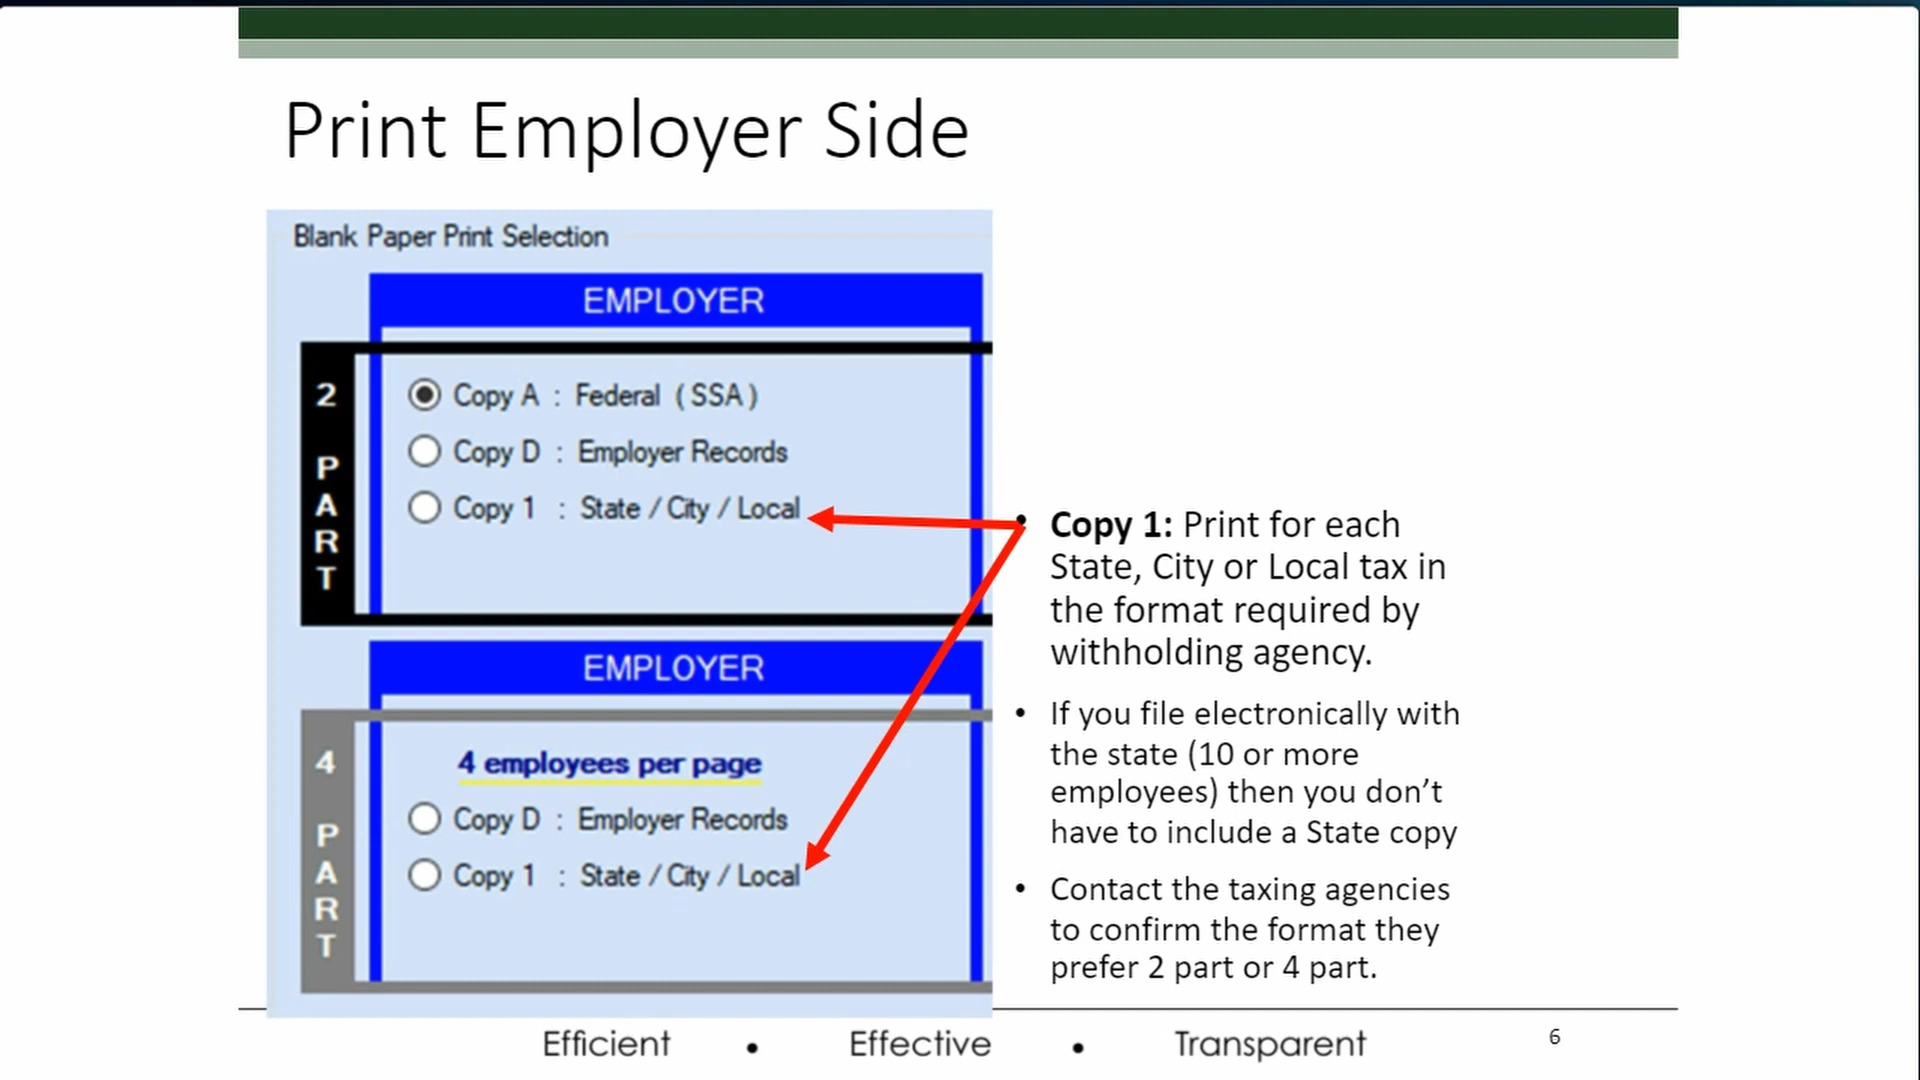 Print Employer Side
Blank Paper Print Selection
EMPLOYER
2 PART
Copy A : Federal (SSA)
Copy D : Employer Records
Copy 1 : State / City / Local
EMPLOYER
4 PART
4 employees per page
Copy D : Employer Records
Copy 1 : State / City / Local
• Copy 1: Print for each
State, City or Local tax in
the format required by
withholding agency.
• If you file electronically with
the state (10 or more
employees) then you don’t
have to include a State copy
• Contact the taxing agencies
to confirm the format they
prefer 2 part or 4 part.
Efficient • Effective • Transparent
6